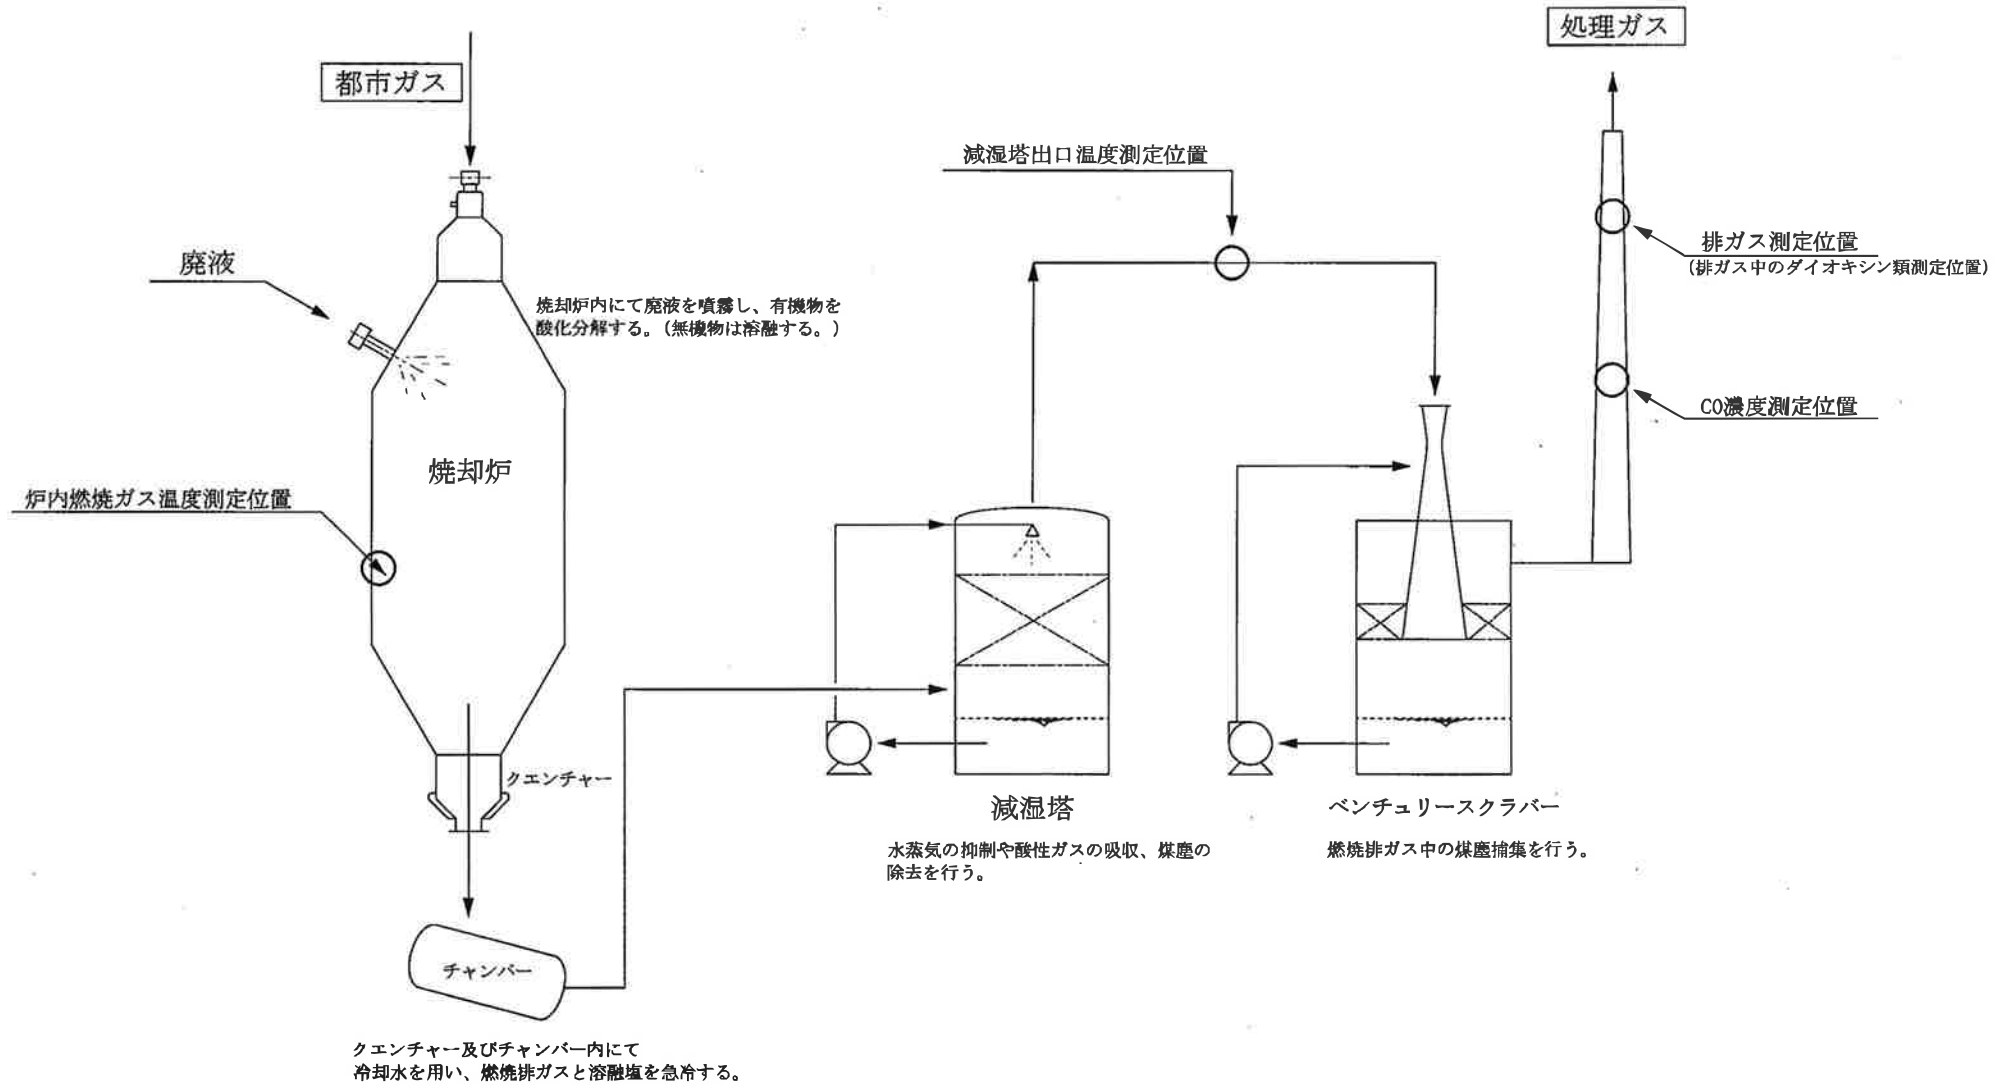 都市ガス
処理ガス
減湿塔出口温度測定位置
排ガス測定位置
(排ガス中のダイオキシン類測定位置)
廃液
焼却炉内にて廃液を噴霧し、有機物を
酸化分解する。(無機物は溶融する。)
CO濃度測定位置
焼却炉
炉内燃焼ガス温度測定位置
クエンチャー
減湿塔
水蒸気の抑制や酸性ガスの吸収、煤塵の
除去を行う。
ベンチュリースクラバー
燃焼排ガス中の煤塵捕集を行う。
チャンバー
クエンチャー及びチャンバー内にて
冷却水を用い、燃焼排ガスと溶融塩を急冷する。